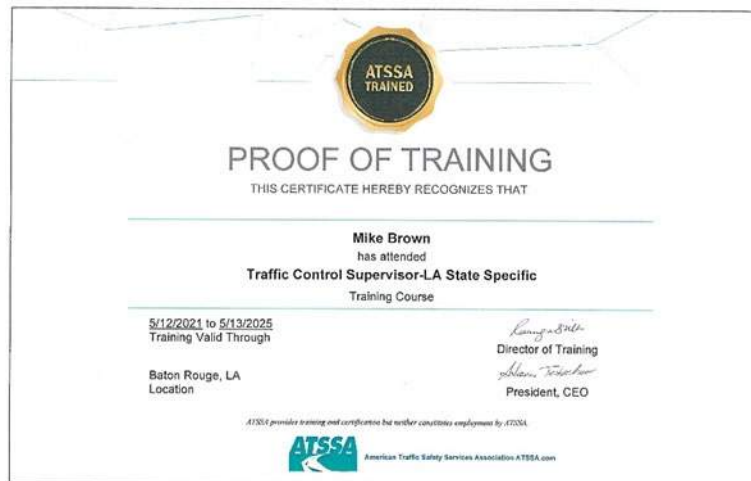 ATSSA
TRAINED
PROOF OF TRAINING
THIS CERTIFICATE HEREBY RECOGNIZES THAT
Mike Brown
has attended
Traffic Control Supervisor-LA State Specific
Training Course
5/12/2021 to 5/13/2025
Training Valid Through
Director of Training
Baton Rouge, LA
Location
President, CEO
ATSSA provides training and certification but neither constitutes employment by ATSSA.
ATSSA
American Traffic Safety Services Association-ATSSA.com